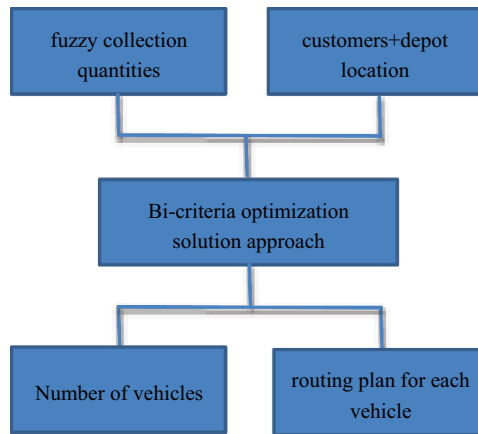 fuzzy collection
quantities
customers+depot
location
Bi-criteria optimization
solution approach
Number of vehicles
routing plan for each
vehicle